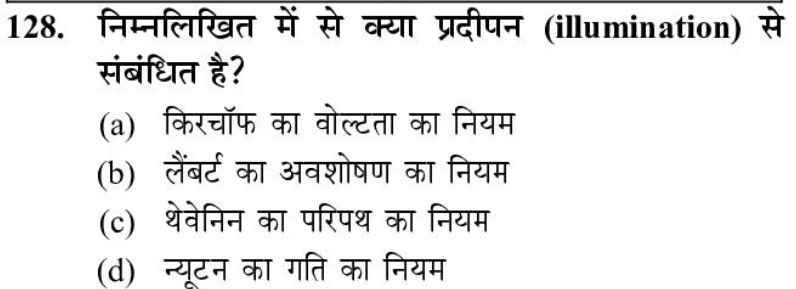 128. निम्नलिखित में से क्या प्रदीपन (illumination) से
संबंधित है?
(a) किरचॉफ का वोल्टता का नियम
(b) लैंबर्ट का अवशोषण का नियम
(c) थेवेनिन का परिपथ का नियम
(d) न्यूटन का गति का नियम